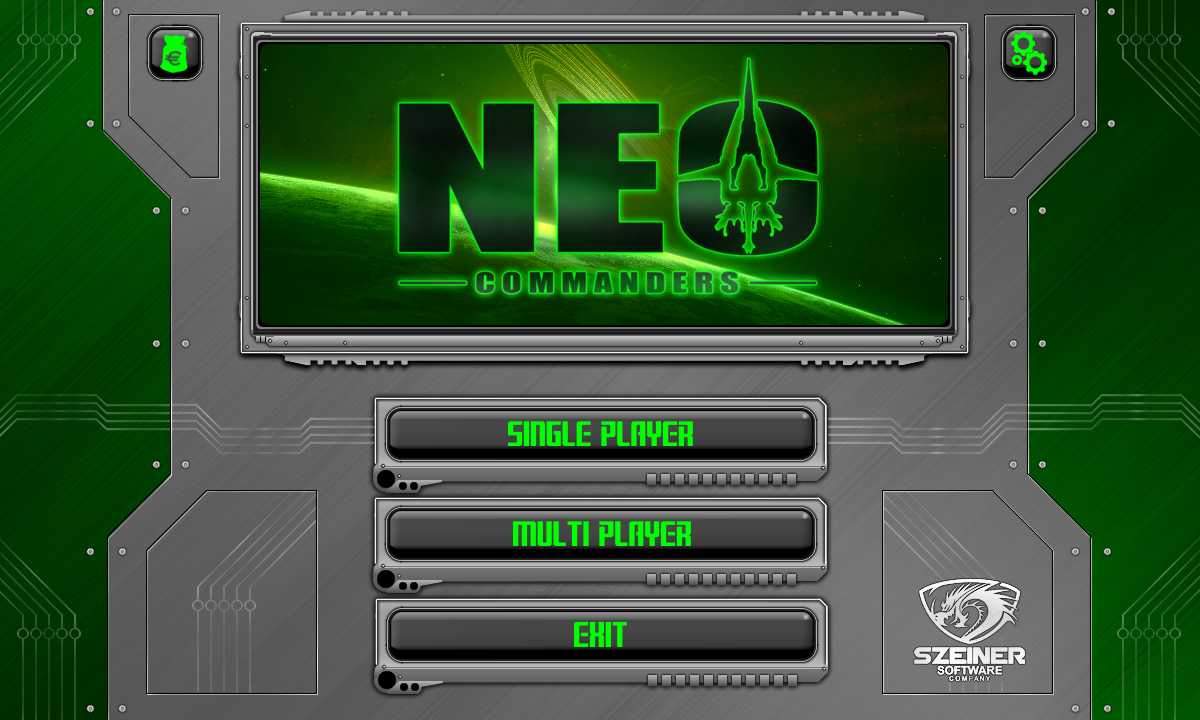 €
NEO
COMMANDERS
SINGLE PLAYER
MULTI PLAYER
EXIT
SZEINER
SOFTWARE
COMPANY